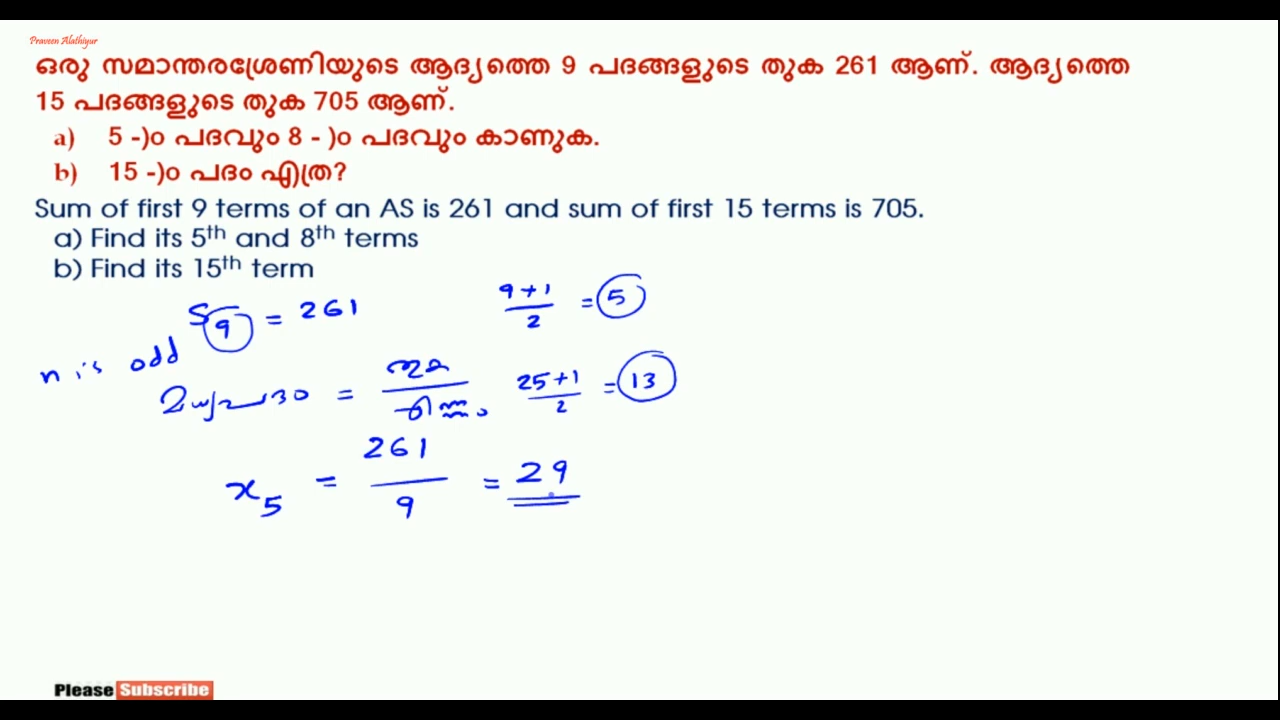 Praveen Alathiyur
ഒരു സമാന്തരശ്രേണിയുടെ ആദ്യത്തെ 9 പദങ്ങളുടെ തുക 261 ആണ്. ആദ്യത്തെ
15 പദങ്ങളുടെ തുക 705 ആണ്.
a) 5 -)o പദവും 8 - )o പദവും കാണുക.
b) 15 -)o പദം എത്ര?
Sum of first 9 terms of an AS is 261 and sum of first 15 terms is 705.
a) Find its 5th and 8th terms
b) Find its 15th term
S9 = 261
9+1/2 = 5
n is odd
മധ്യപദം = തുക/എണ്ണം
25+1/2 = 13
x5 = 261/9 = 29
Please Subscribe